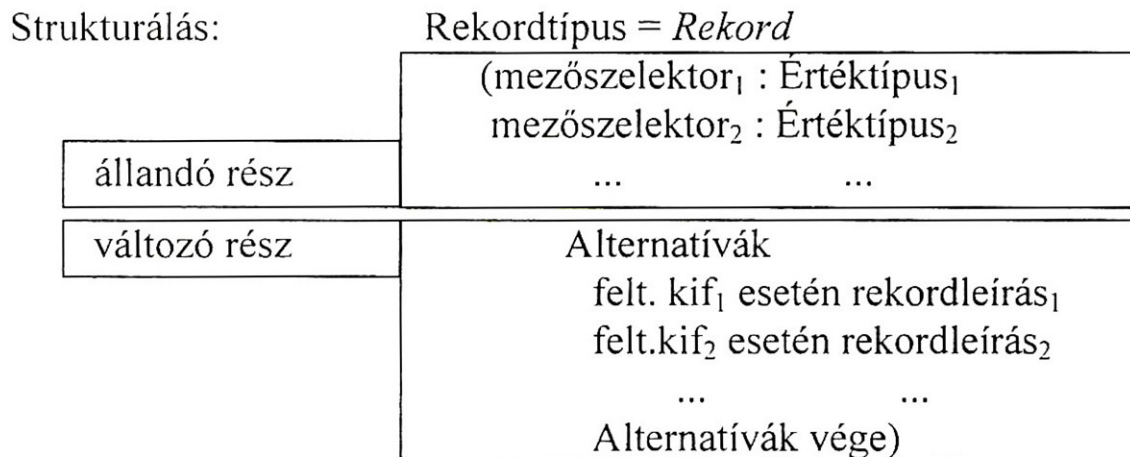 Strukturálás: Rekordtípus = Rekord
(mezőszelektor₁ : Értéktípus₁
mezőszelektor₂ : Értéktípus₂
állandó rész ... ...
változó rész Alternatívák
felt. kif₁ esetén rekordleírás₁
felt.kif₂ esetén rekordleírás₂
... ...
Alternatívák vége)